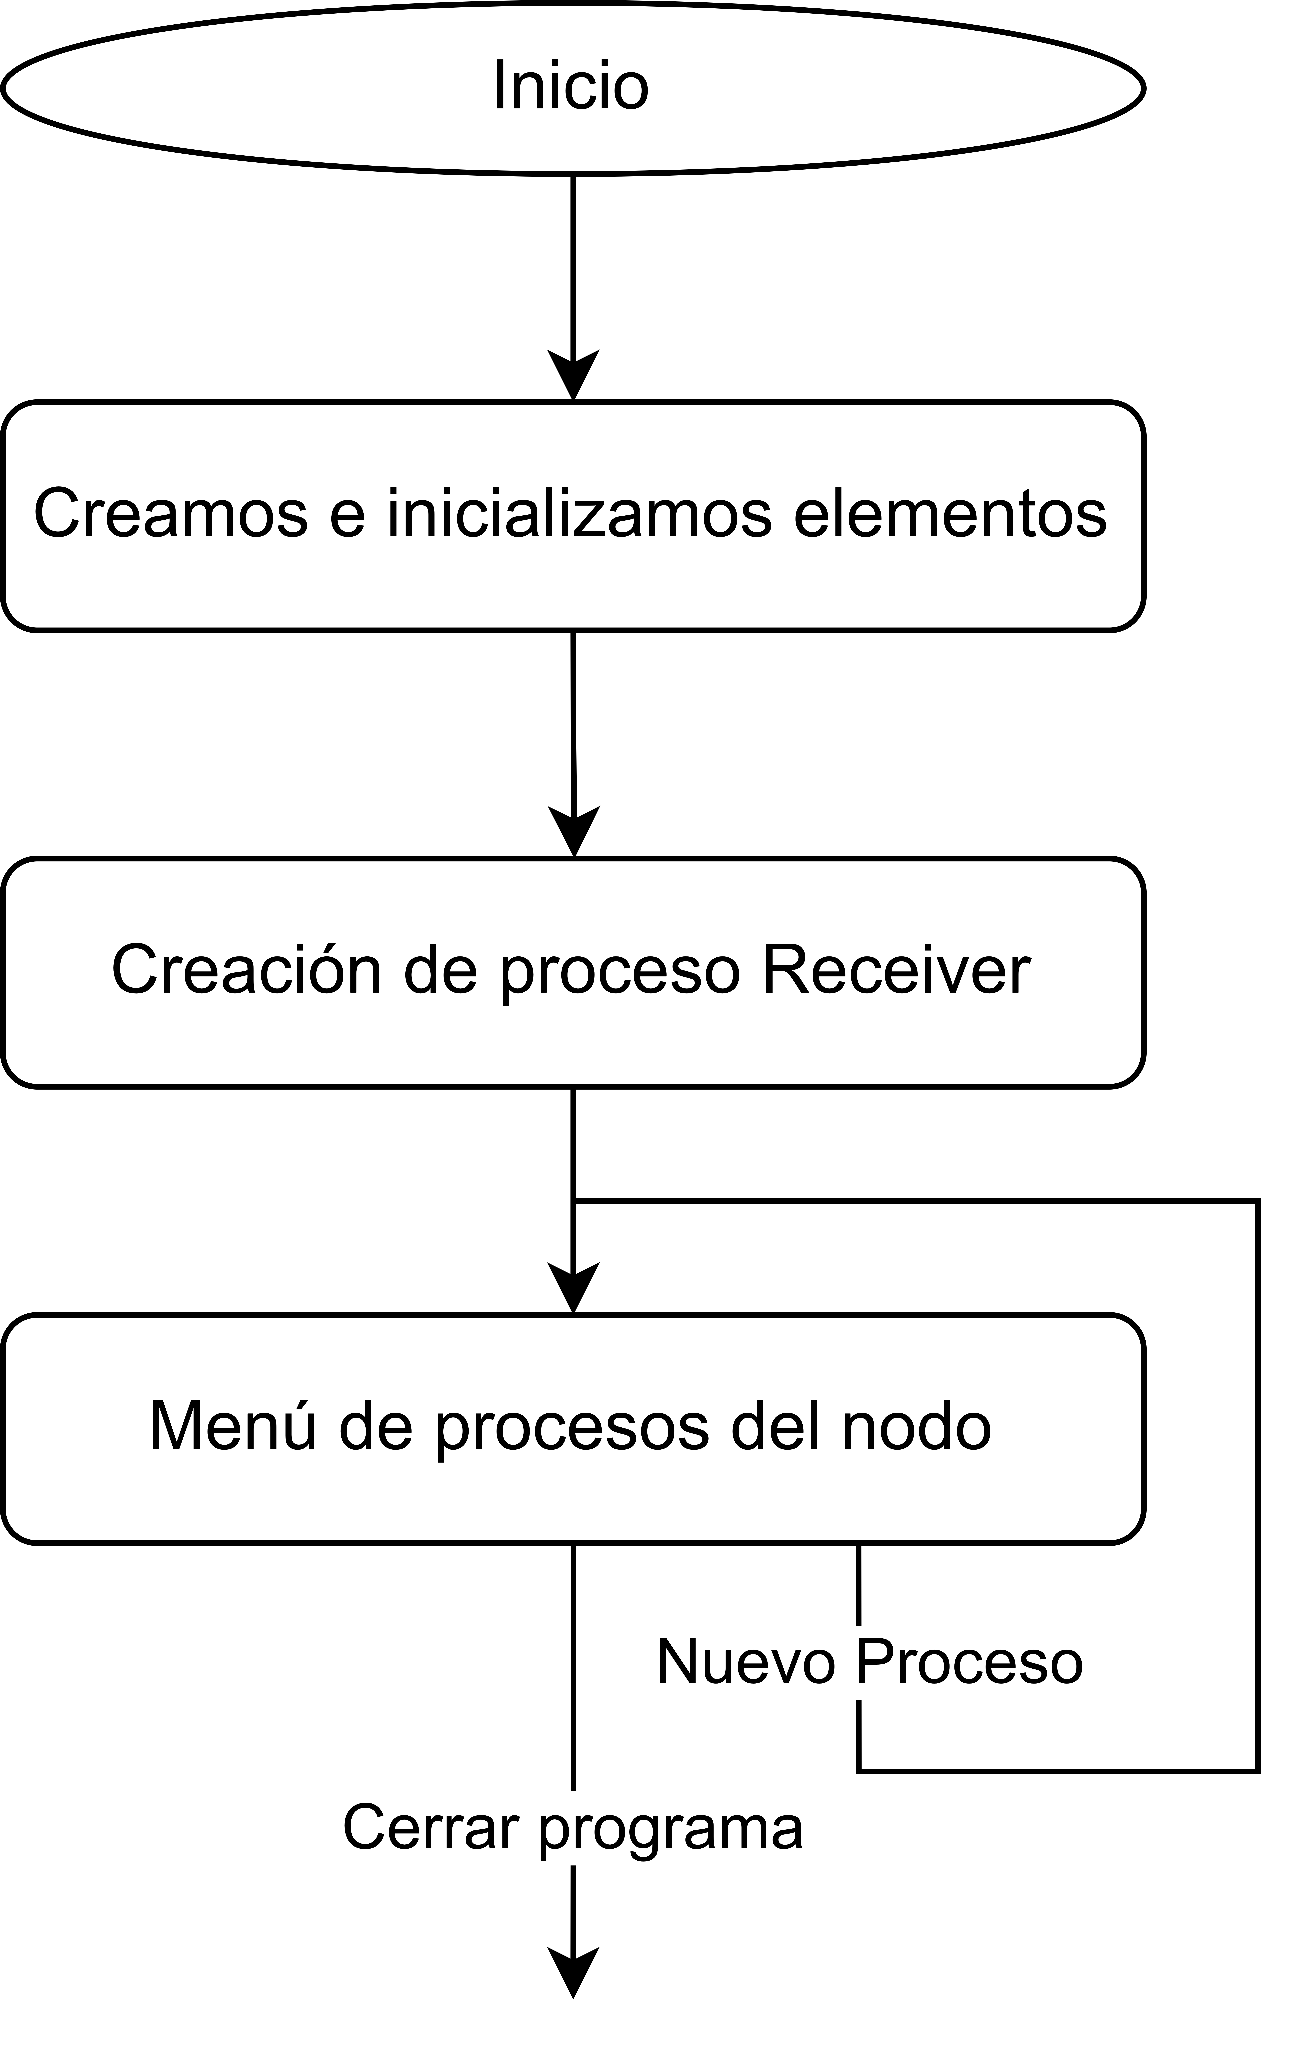 Inicio
Creamos e inicializamos elementos
Creación de proceso Receiver
Menú de procesos del nodo
Nuevo Proceso
Cerrar programa